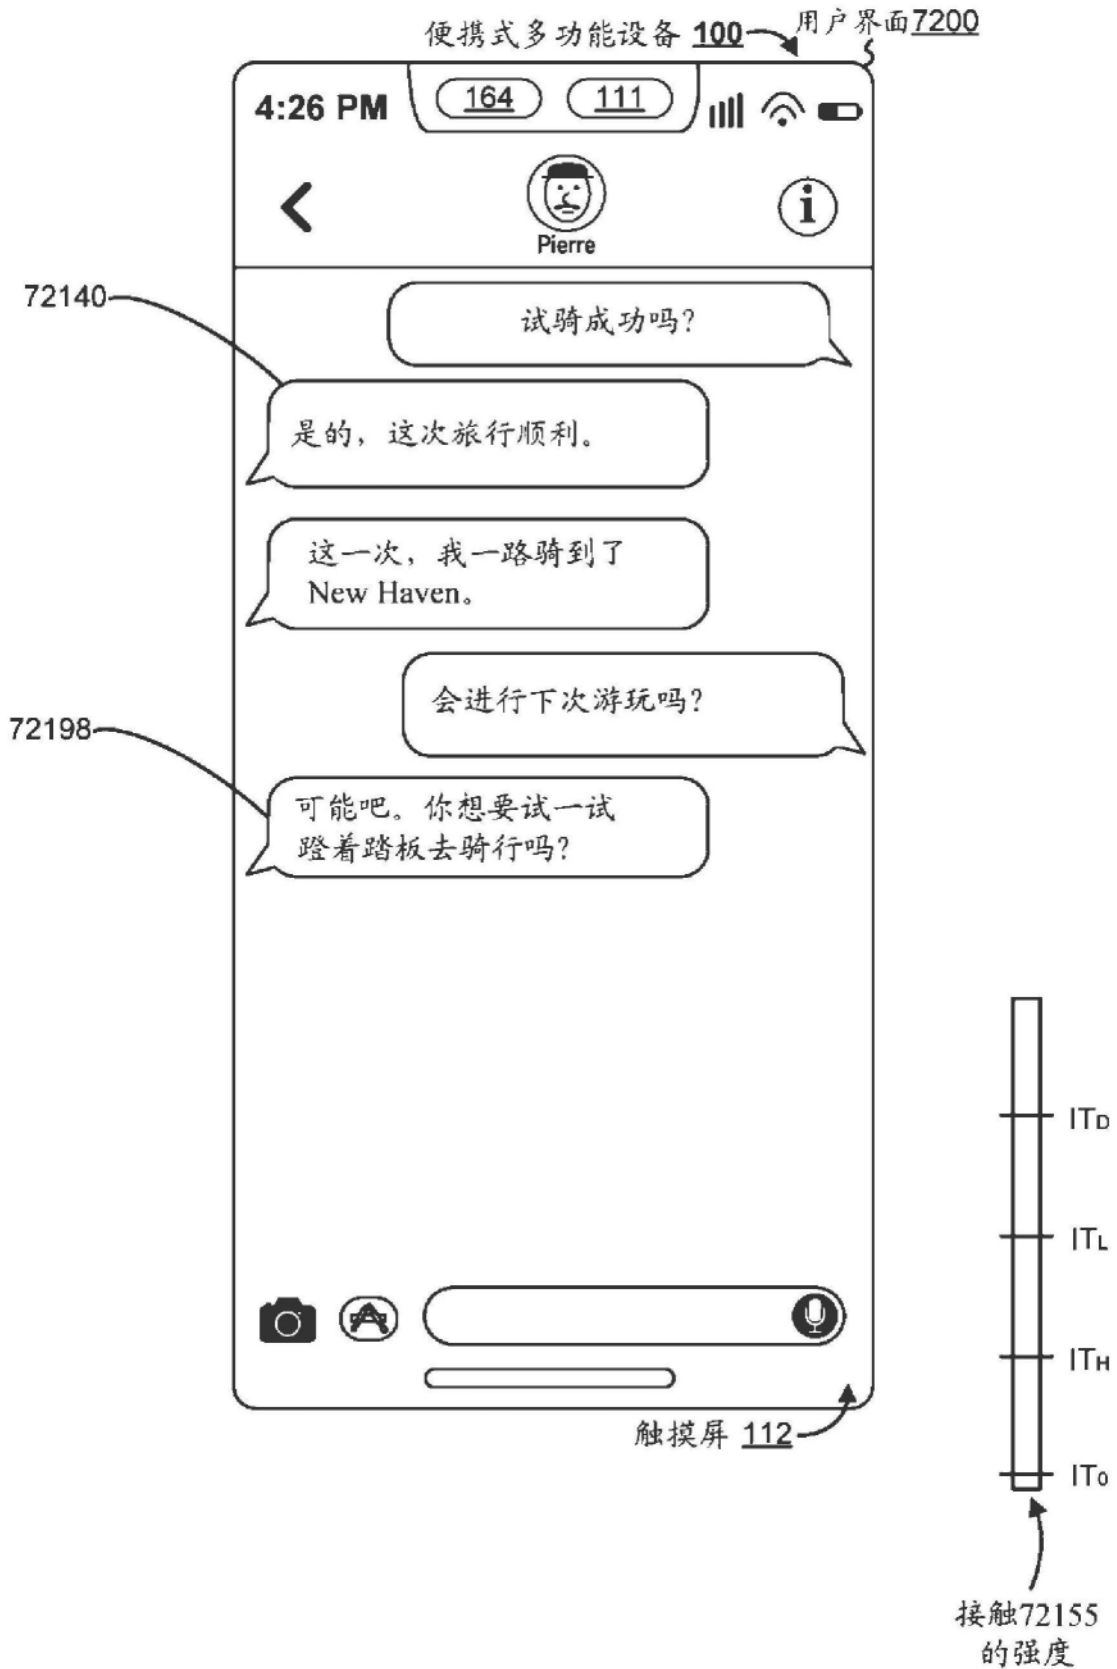 便携式多功能设备 100
用户界面7200
4:26 PM
164
111
i
Pierre
72140
试骑成功吗?
是的，这次旅行顺利。
这一次，我一路骑到了
New Haven。
会进行下次游玩吗?
72198
可能吧。你想要试一试
蹬着踏板去骑行吗?
ITD
ITL
ITH
IT0
触摸屏 112
接触72155
的强度